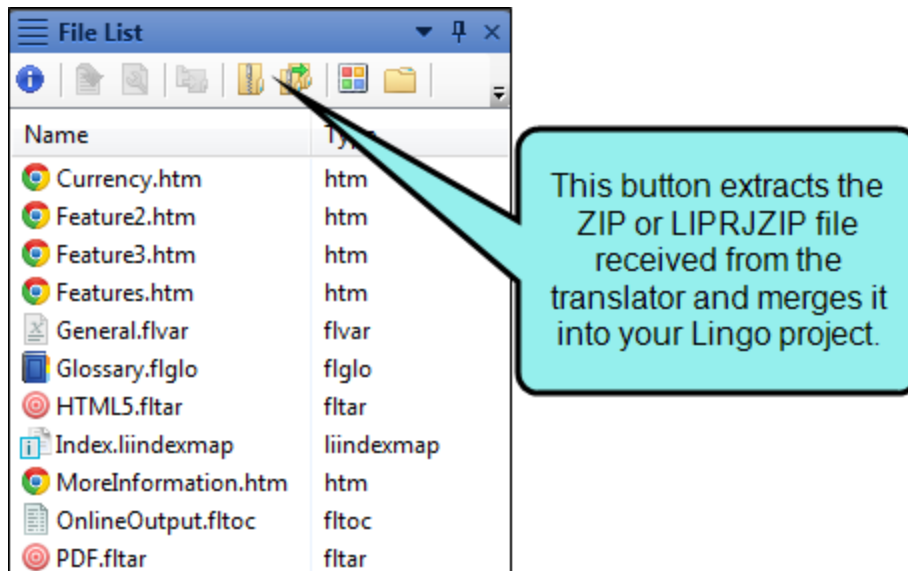 File List
Name Type
Currency.htm htm
Feature2.htm htm
Feature3.htm htm
Features.htm htm
General.flvar flvar
Glossary.flglo flglo
HTML5.fltar fltar
Index.liindexmap liindexmap
MoreInformation.htm htm
OnlineOutput.fltoc fltoc
PDF.fltar fltar
This button extracts the
ZIP or LIPRJZIP file
received from the
translator and merges it
into your Lingo project.